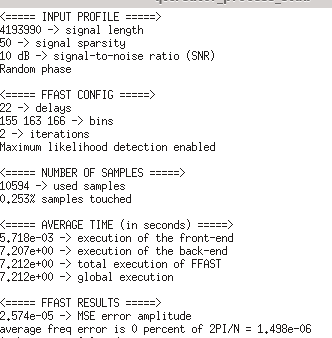 <===== INPUT PROFILE =====>
4193990 -> signal length
50 -> signal sparsity
10 dB -> signal-to-noise ratio (SNR)
Random phase
<===== FFAST CONFIG =====>
22 -> delays
155 163 166 -> bins
2 -> iterations
Maximum likelihood detection enabled
<===== NUMBER OF SAMPLES =====>
10594 -> used samples
0.253% samples touched
<===== AVERAGE TIME (in seconds) =====>
5.718e-03 -> execution of the front-end
7.207e+00 -> execution of the back-end
7.212e+00 -> total execution of FFAST
7.212e+00 -> global execution
<===== FFAST RESULTS =====>
2.574e-05 -> MSE error amplitude
average freq error is 0 percent of 2PI/N = 1.498e-06